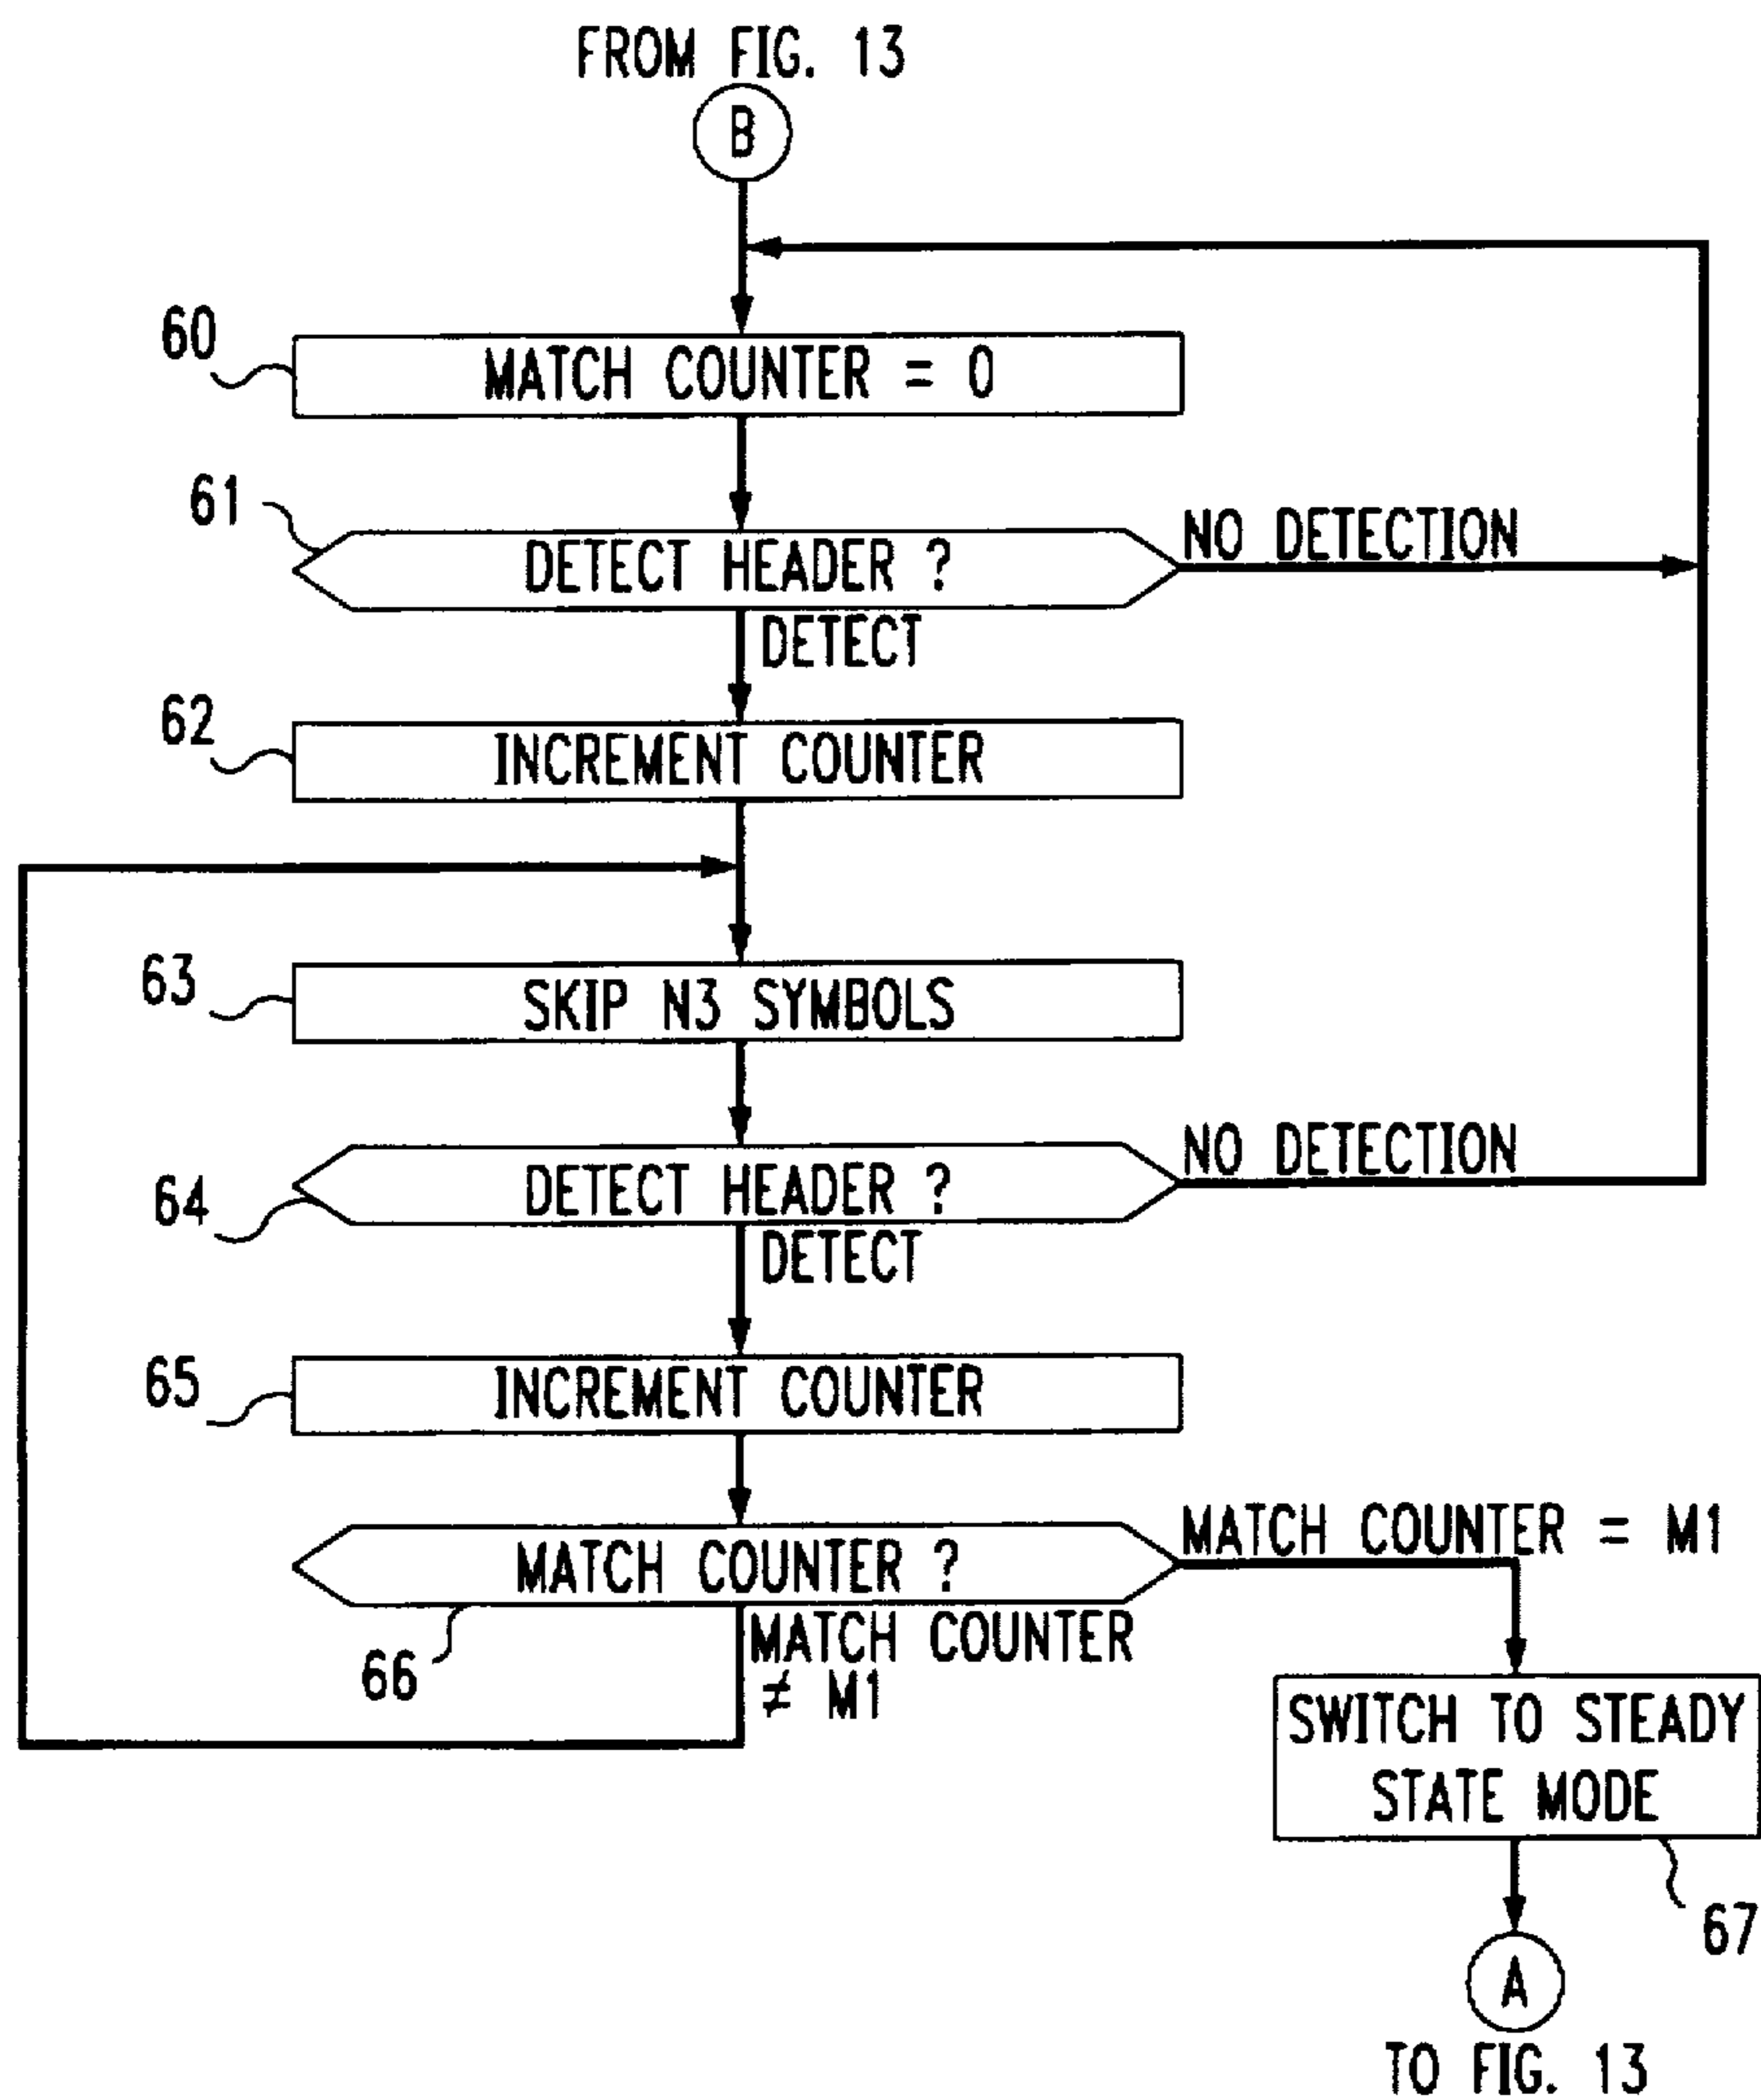 FROM FIG. 13
B
60
MATCH COUNTER = 0
61
DETECT HEADER ?
NO DETECTION
DETECT
62
INCREMENT COUNTER
63
SKIP N3 SYMBOLS
64
DETECT HEADER ?
NO DETECTION
DETECT
65
INCREMENT COUNTER
66
MATCH COUNTER ?
MATCH COUNTER = M1
MATCH COUNTER
≠ M1
SWITCH TO STEADY
STATE MODE
67
A
TO FIG. 13